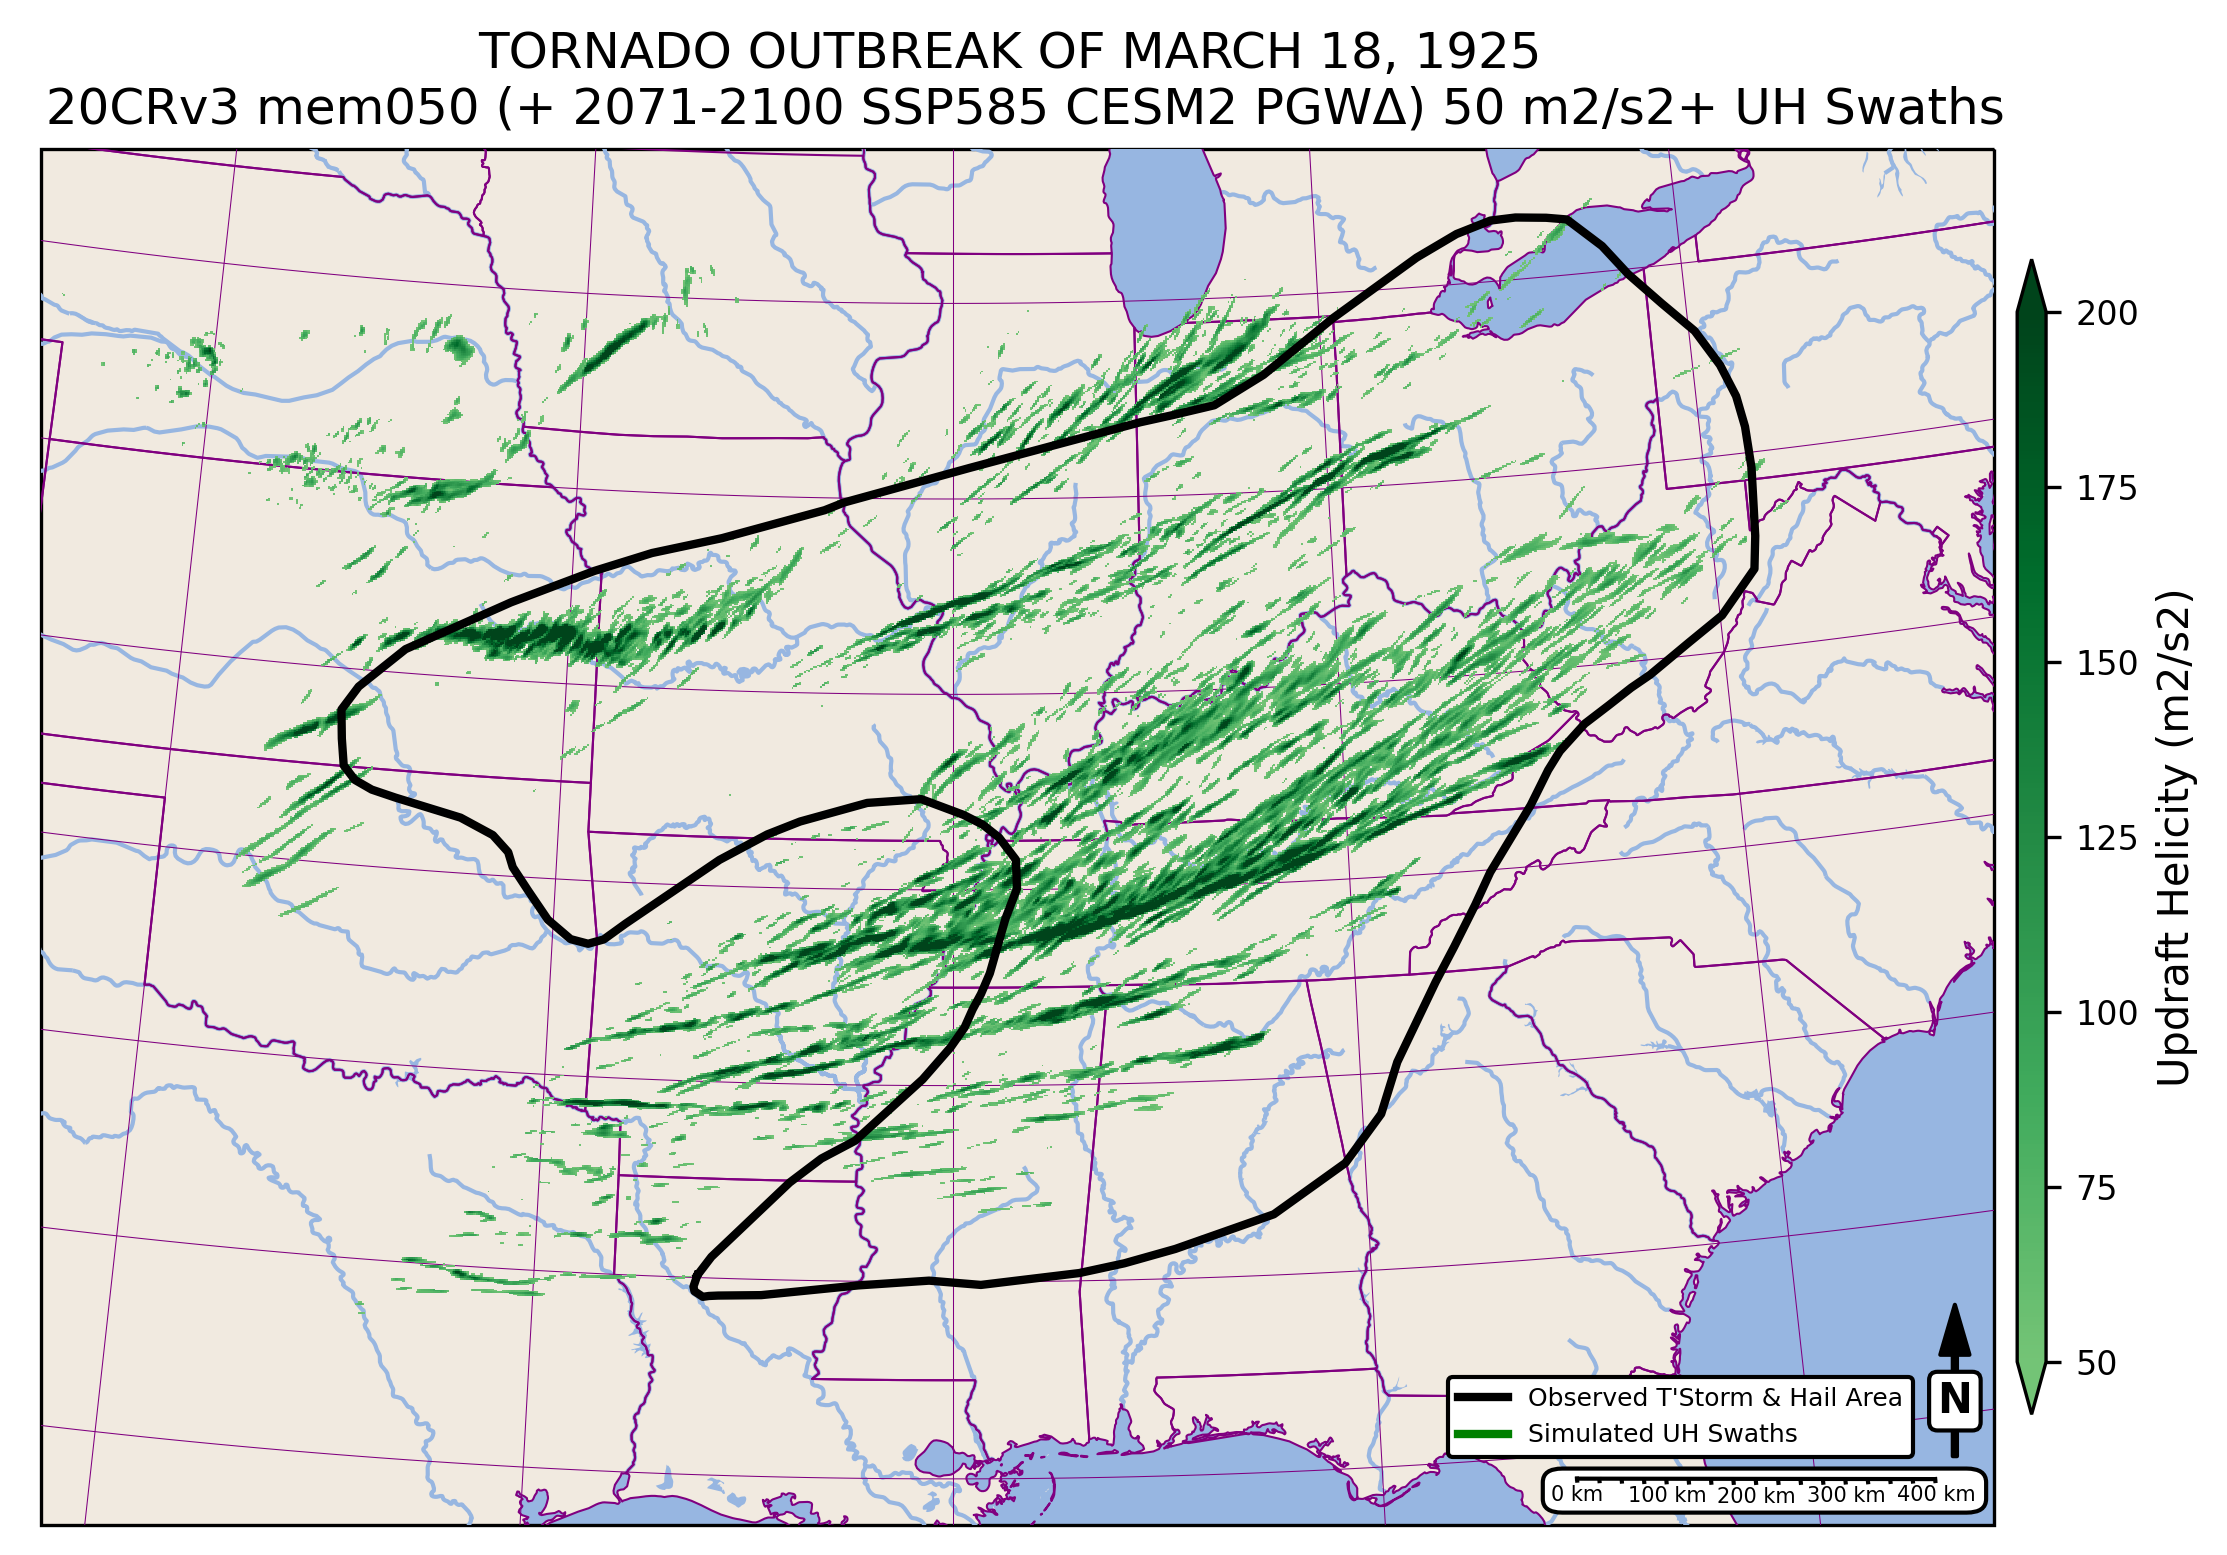 TORNADO OUTBREAK OF MARCH 18, 1925
20CRv3 mem050 (+ 2071-2100 SSP585 CESM2 PGWΔ) 50 m2/s2+ UH Swaths
200
175
150
125
100
75
50
Updraft Helicity (m2/s2)
Observed T'Storm & Hail Area
Simulated UH Swaths
N
0 km 100 km 200 km 300 km 400 km